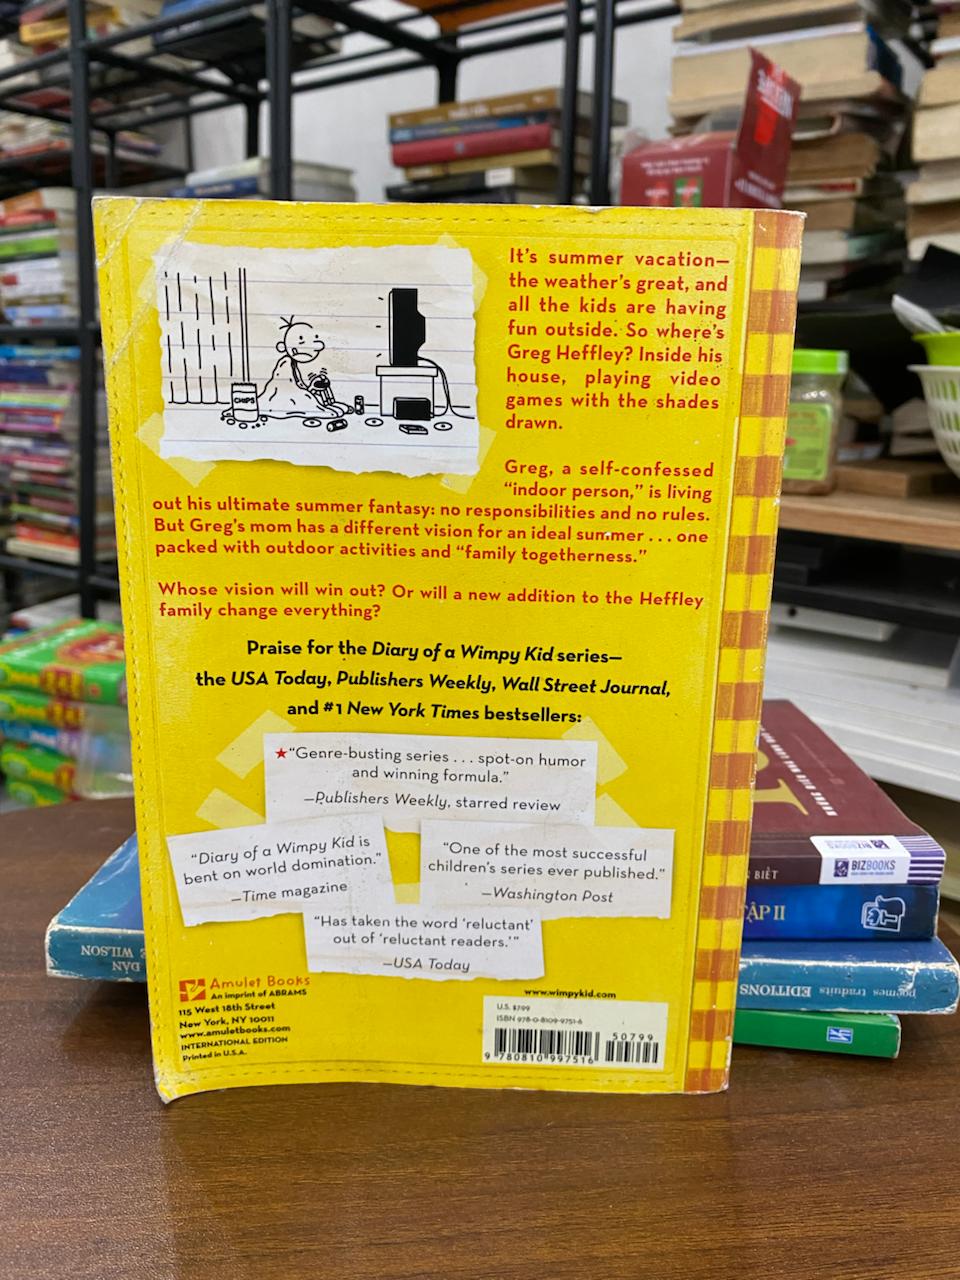 CHIPS
It's summer vacation—
the weather's great, and
all the kids are having
fun outside. So where's
Greg Heffley? Inside his
house, playing video
games with the shades
drawn.
Greg, a self-confessed
“indoor person,” is living
out his ultimate summer fantasy: no responsibilities and no rules.
But Greg's mom has a different vision for an ideal summer . . . one
packed with outdoor activities and “family togetherness.”
Whose vision will win out? Or will a new addition to the Heffley
family change everything?
Praise for the Diary of a Wimpy Kid series—
the USA Today, Publishers Weekly, Wall Street Journal,
and #1 New York Times bestsellers:
★“Genre-busting series . . . spot-on humor
and winning formula.”
—Publishers Weekly, starred review
“Diary of a Wimpy Kid is
bent on world domination.”
—Time magazine
“One of the most successful
children's series ever published.”
—Washington Post
“Has taken the word ‘reluctant’
out of ‘reluctant readers.’”
—USA Today
Amulet Books
An imprint of ABRAMS
115 West 18th Street
New York, NY 10011
www.amuletbooks.com
INTERNATIONAL EDITION
Printed in U.S.A.
www.wimpykid.com
U.S. $7.99
ISBN 978-0-8109-9751-6
50799
9 780810 997516
BIZBOOKS
BIẾT
TẬP II
WILSON
DÂN
poèmes traduits EDITIONS